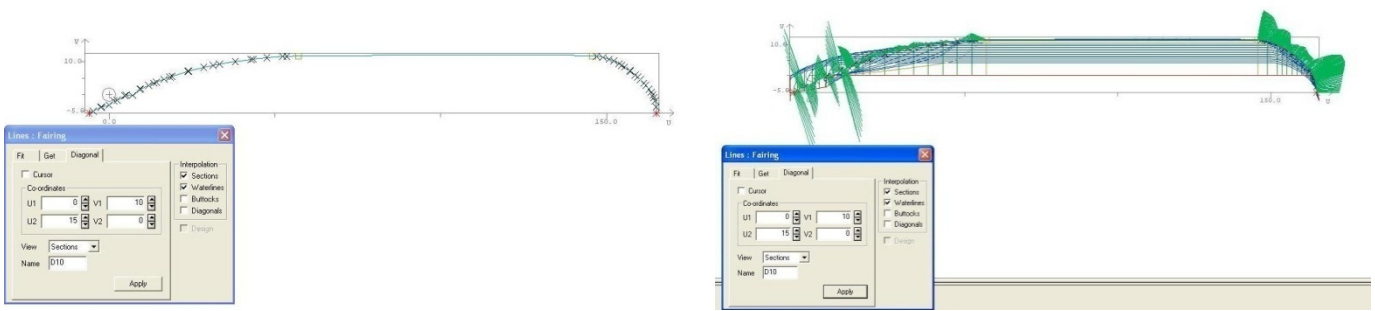 V
10.0
-5.0
0.0
160.0
U
Lines : Fairing
Fit Get Diagonal
Cursor
Co-ordinates
U1 0 V1 10
U2 15 V2 0
View Sections
Name D10
Apply
Interpolation
Sections
Waterlines
Buttocks
Diagonals
Design
V
10.0
-5.0
160.0
U
Lines : Fairing
Fit Get Diagonal
Cursor
Co-ordinates
U1 0 V1 10
U2 15 V2 0
View Sections
Name D10
Apply
Interpolation
Sections
Waterlines
Buttocks
Diagonals
Design